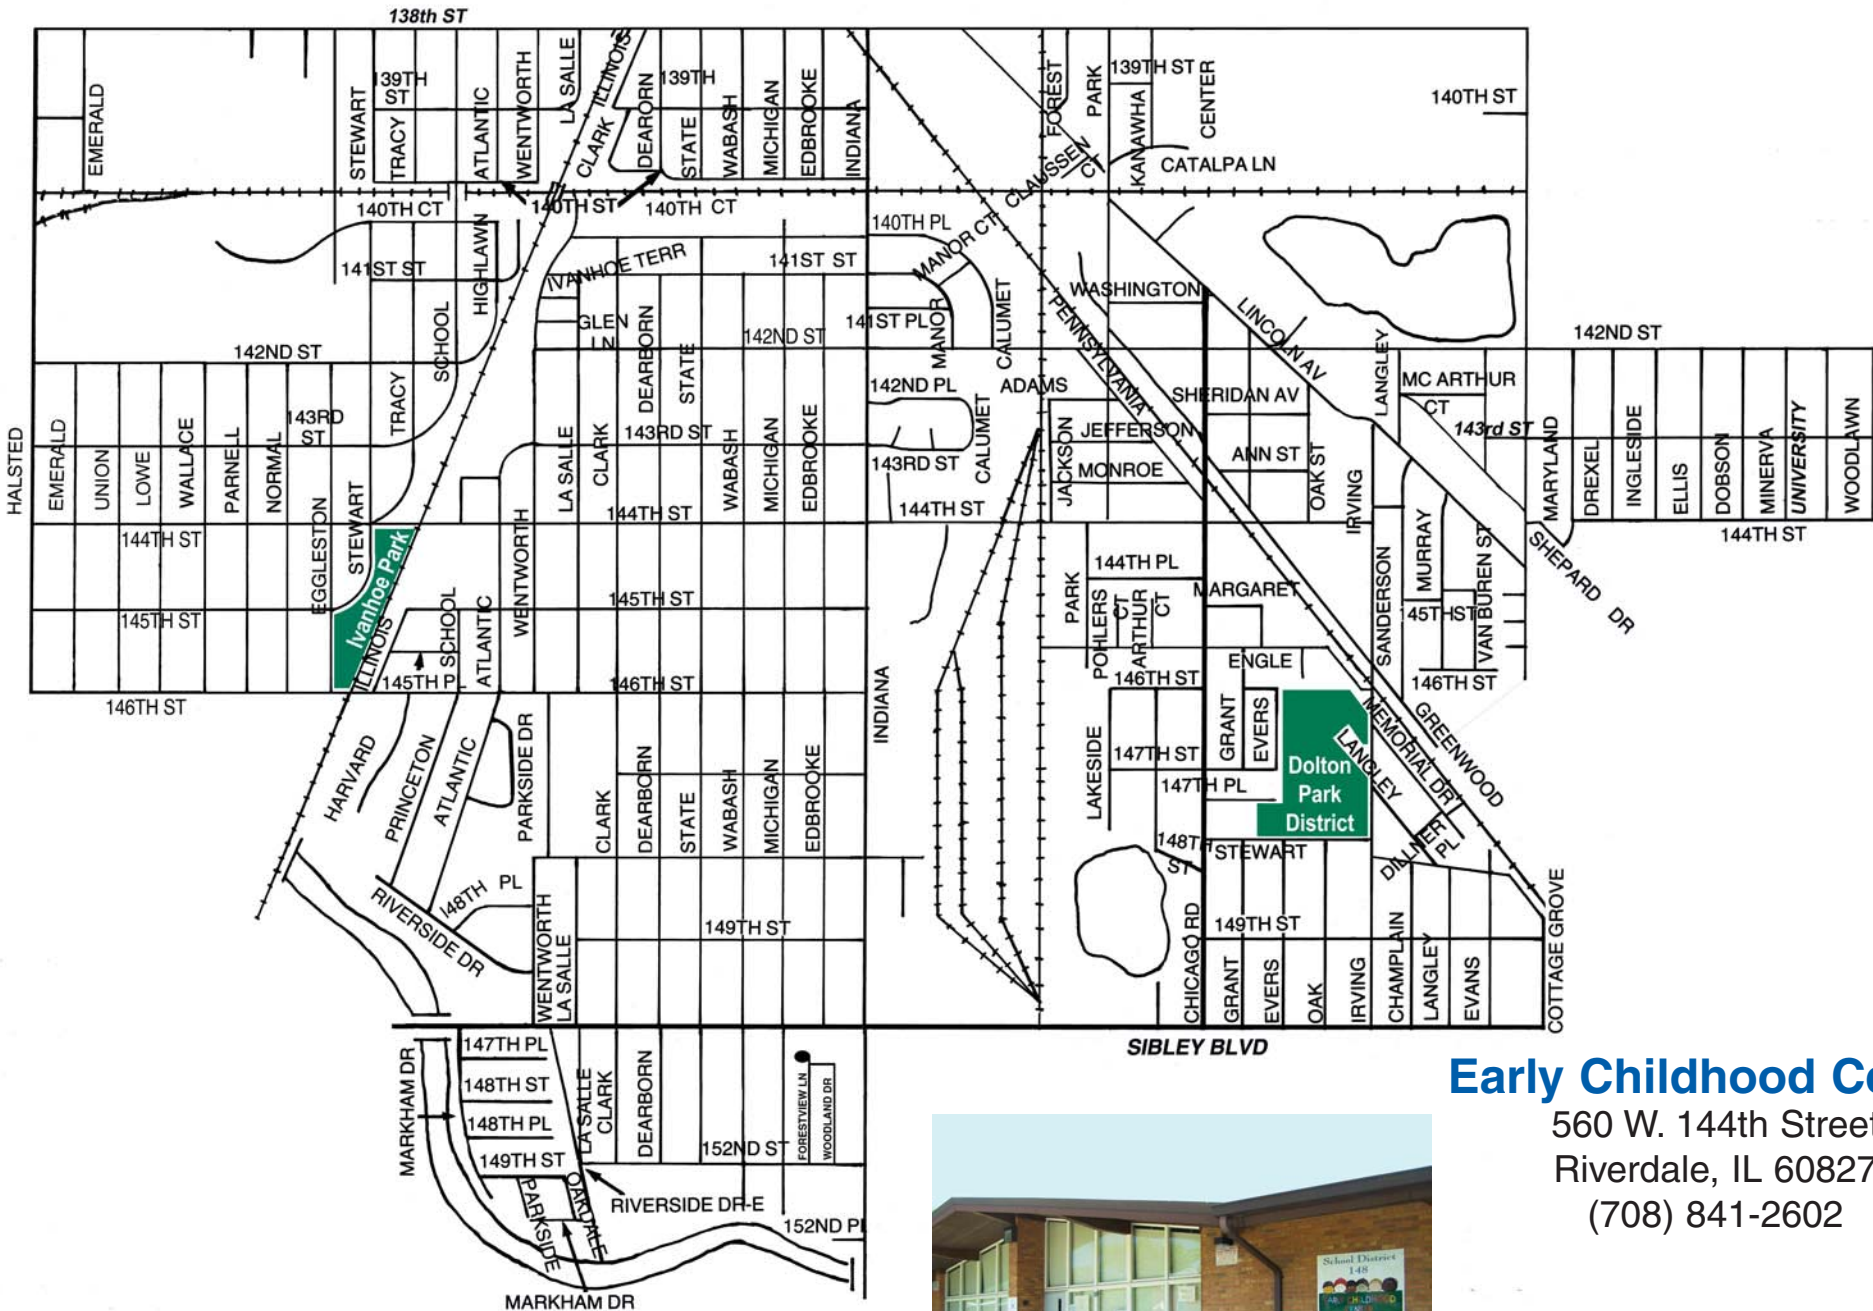 138th ST
EMERALD
STEWART
139TH
ST
TRACY
ATLANTIC
WENTWORTH
LA SALLE
ILLINOIS
CLARK
DEARORN
139TH
STATE
WABASH
MICHIGAN
EDBROOKE
INDIANA
FOREST
PARK
139TH ST
KANAWHA
CENTER
140TH ST
CLAUSSEN
CT
CATALPA LN
140TH CT
140TH ST
140TH CT
140TH PL
MANOR CT
HIGHLAWN
141ST ST
IVANHOE TERR
141ST ST
WASHINGTON
LINCOLN AV
PENNSYLVANIA
GLEN
LN
141ST PL
MANOR
CALUMET
142ND ST
SCHOOL
DEARBORN
STATE
142ND ST
LANGLEY
142ND ST
142ND PL
ADAMS
SHERIDAN AV
MC ARTHUR
CT
HALSTED
EMERALD
UNION
LOWE
WALLACE
PARNELL
NORMAL
143RD
ST
TRACY
LA SALLE
CLARK
143RD ST
WABASH
MICHIGAN
EDBROOKE
143RD ST
CALUMET
JACKSON
JEFFERSON
MONROE
ANN ST
OAK ST
IRVING
143rd ST
MARYLAND
DREXEL
INGLESIDE
ELLIS
DOBSON
MINERVA
UNIVERSITY
WOODLAWN
EGGLESTON
STEWART
144TH ST
WENTWORTH
144TH ST
144TH ST
144TH ST
SHEPARD DR
Ivanhoe Park
144TH PL
MARGARET
SANDERSON
MURRAY
VAN BUREN ST
145TH ST
SCHOOL
ATLANTIC
145TH ST
PARK
POHLERS
CT
ARTHUR
CT
45TH ST
ILLINOIS
145TH PL
ENGLE
146TH ST
146TH ST
146TH ST
146TH ST
INDIANA
GRANT
EVERS
MEMORIAL DR
GREENWOOD
LANGLEY
HARVARD
PRINCETON
ATLANTIC
PARKSIDE DR
CLARK
DEARBORN
STATE
WABASH
MICHIGAN
EDBROOKE
LAKESIDE
147TH ST
147TH PL
Dolton
Park
District
148TH
ST
STEWART
DILLNER
PL
RIVERSIDE DR
148TH PL
WENTWORTH
LA SALLE
149TH ST
CHICAGO RD
149TH ST
GRANT
EVERS
OAK
IRVING
CHAMPLAIN
LANGLEY
EVANS
COTTAGE GROVE
SIBLEY BLVD
MARKHAM DR
147TH PL
148TH ST
148TH PL
149TH ST
LA SALLE
CLARK
DEARBORN
152ND ST
FORESTVIEW LN
WOODLAND DR
PARKSIDE
OAKDALE
RIVERSIDE DR-E
152ND PL
MARKHAM DR
Early Childhood
560 W. 144th Street
Riverdale, IL 60827
(708) 841-2602
School District
148